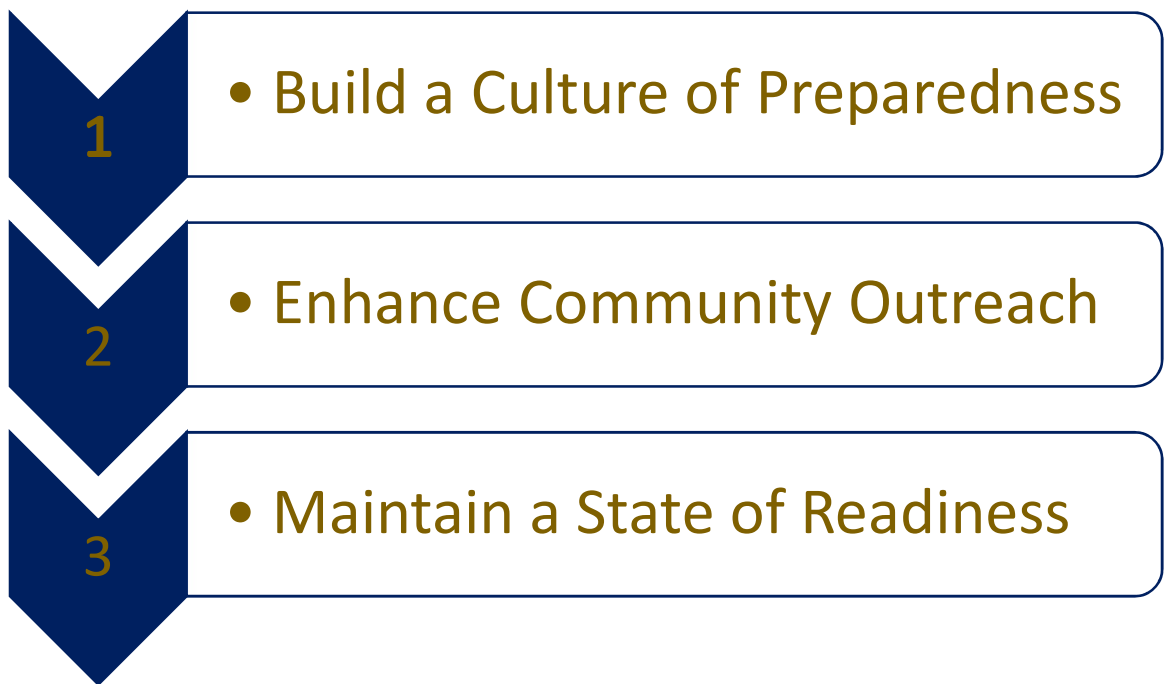 1
• Build a Culture of Preparedness
2
• Enhance Community Outreach
3
• Maintain a State of Readiness